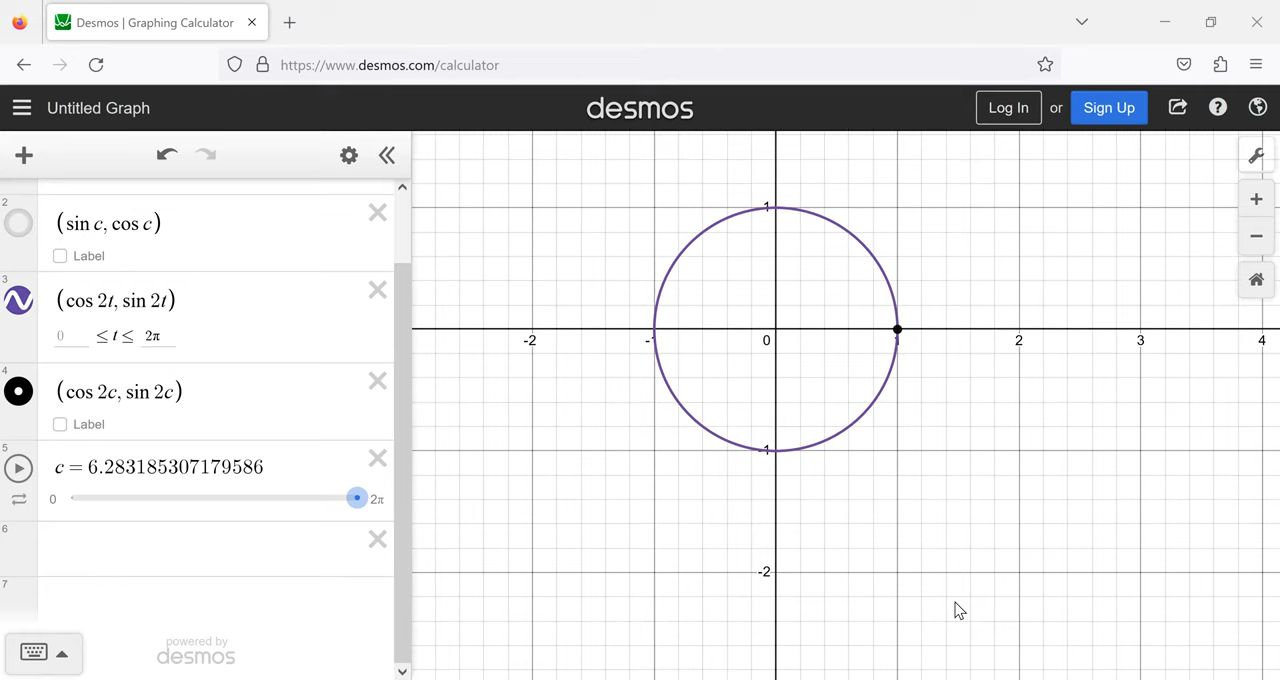 Desmos | Graphing Calculator
https://www.desmos.com/calculator
Untitled Graph
desmos
Log In or Sign Up
2
(sin c, cos c)
Label
3
(cos 2t, sin 2t)
0 ≤ t ≤ 2π
4
(cos 2c, sin 2c)
Label
5
c = 6.283185307179586
0 2π
6
7
powered by
desmos
1
-2 -1 0 1 2 3 4
-1
-2